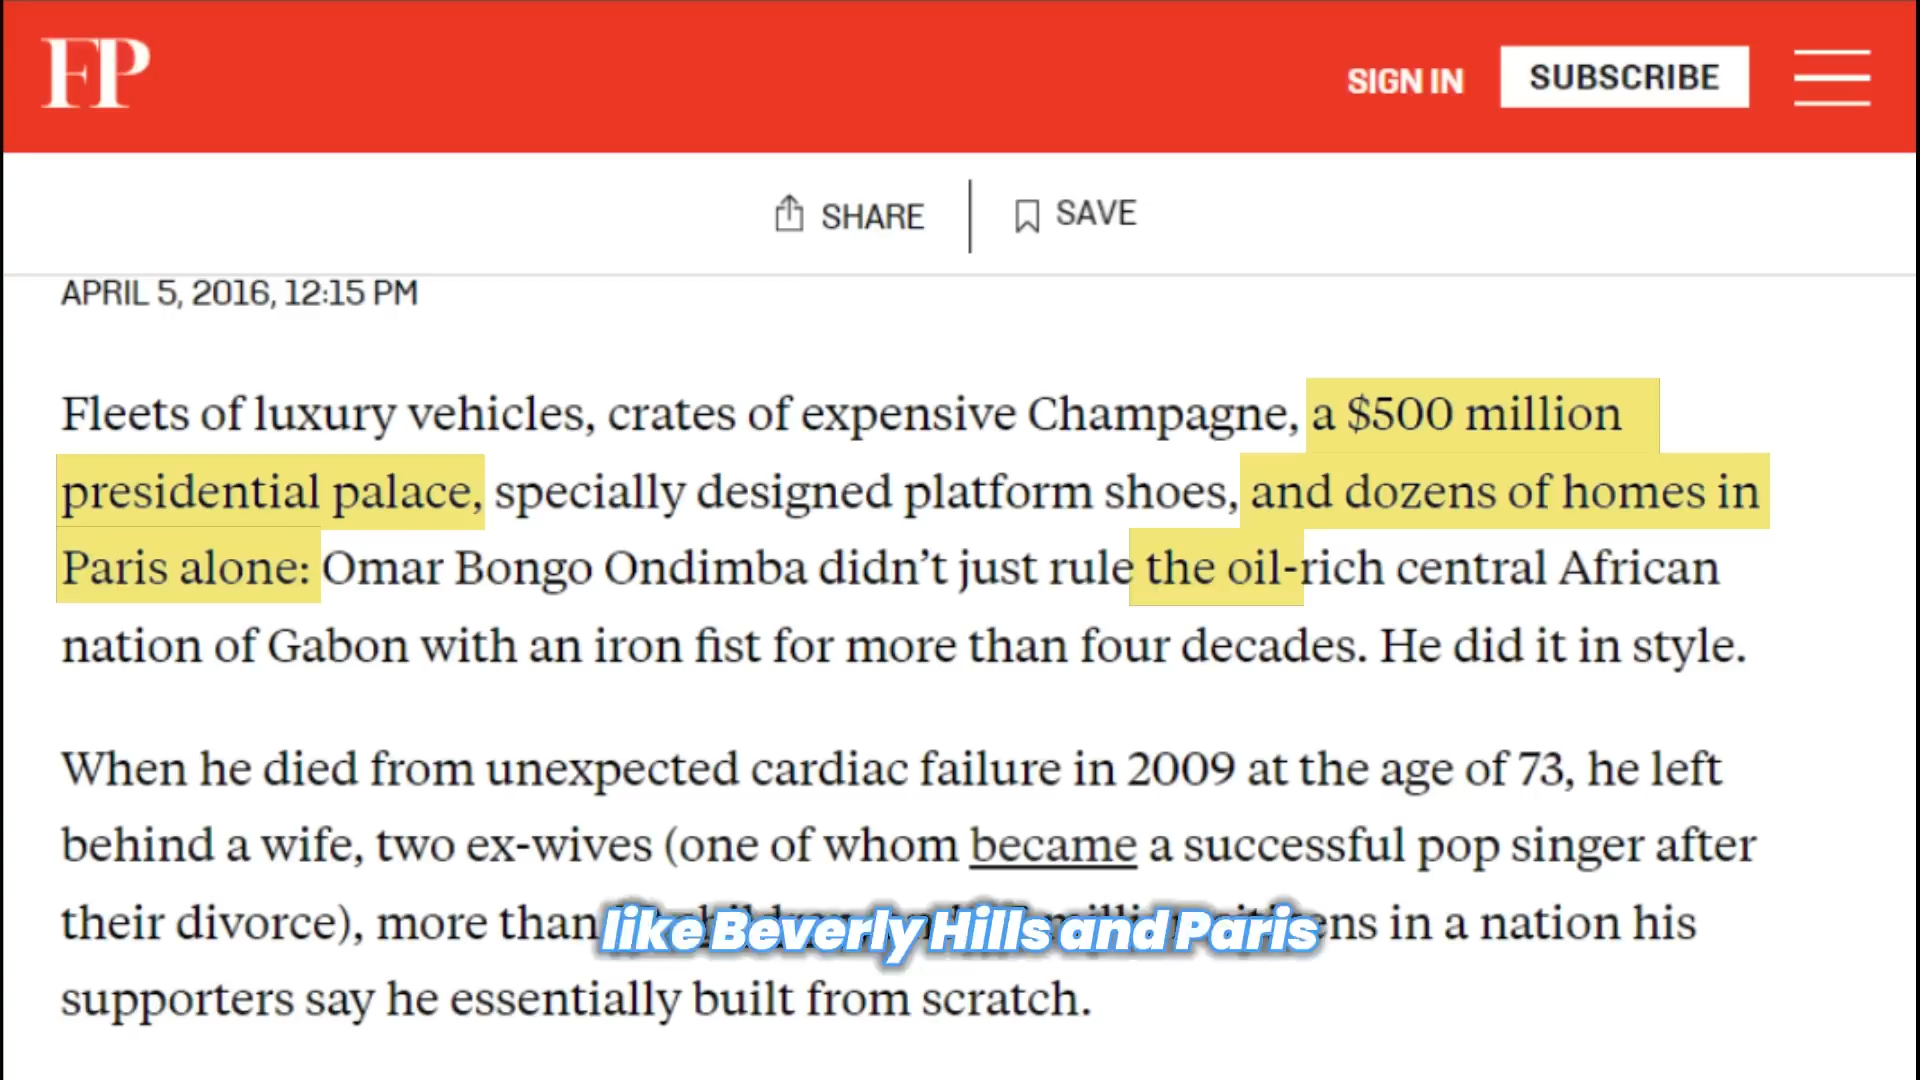 FP
SIGN IN
SUBSCRIBE
SHARE
SAVE
APRIL 5, 2016, 12:15 PM
Fleets of luxury vehicles, crates of expensive Champagne, a $500 million
presidential palace, specially designed platform shoes, and dozens of homes in
Paris alone: Omar Bongo Ondimba didn’t just rule the oil-rich central African
nation of Gabon with an iron fist for more than four decades. He did it in style.
When he died from unexpected cardiac failure in 2009 at the age of 73, he left
behind a wife, two ex-wives (one of whom became a successful pop singer after
their divorce), more than in a nation his
like Beverly Hills and Paris
supporters say he essentially built from scratch.